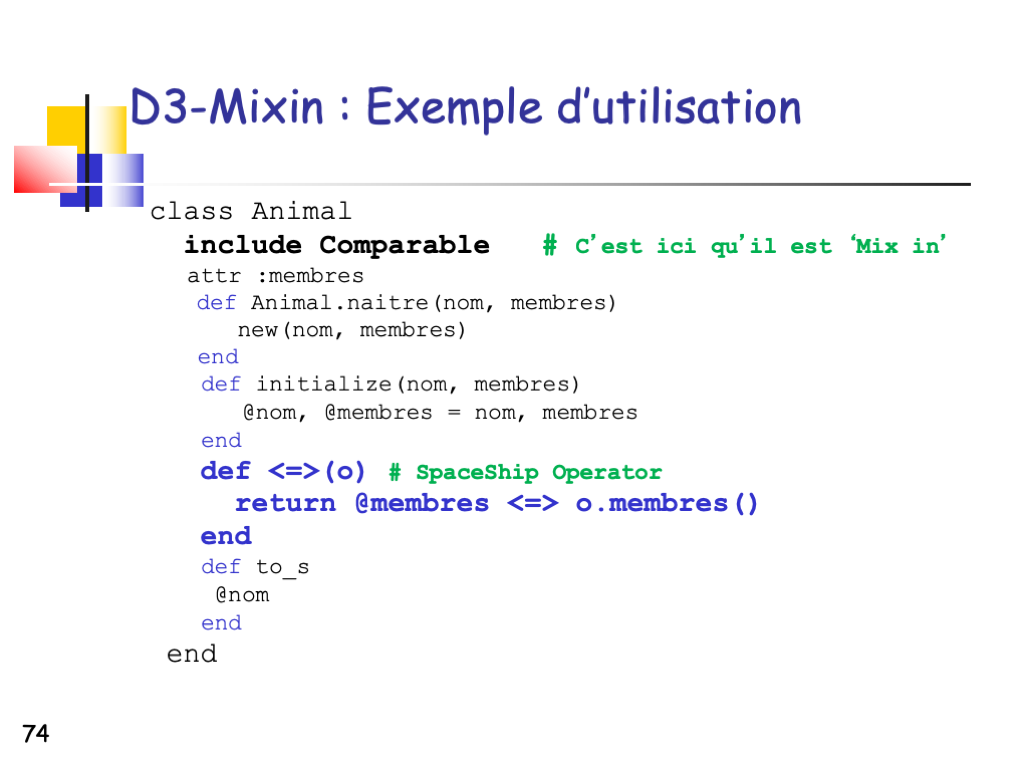 D3-Mixin : Exemple d’utilisation
class Animal
include Comparable # C’est ici qu’il est ‘Mix in’
attr :membres
def Animal.naitre(nom, membres)
new(nom, membres)
end
def initialize(nom, membres)
@nom, @membres = nom, membres
end
def <=>(o) # SpaceShip Operator
return @membres <=> o.membres()
end
def to_s
@nom
end
end
74